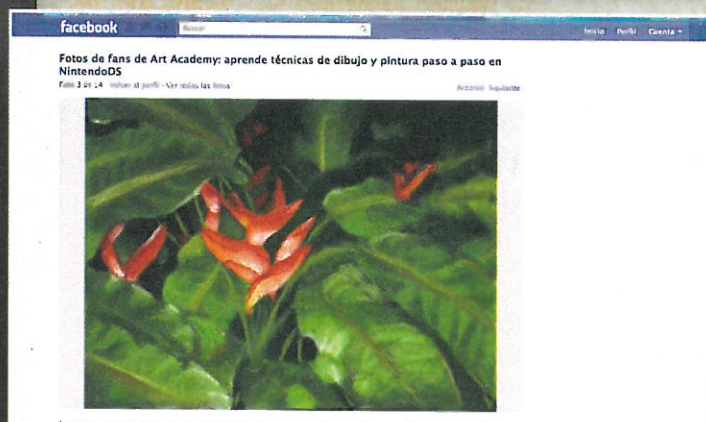 facebook
Buscar
Inicio Perfil Cuenta
Fotos de fans de Art Academy: aprende técnicas de dibujo y pintura paso a paso en
NintendoDS
Foto 3 de 14 Volver al perfil · Ver todas las fotos
Anterior Siguiente